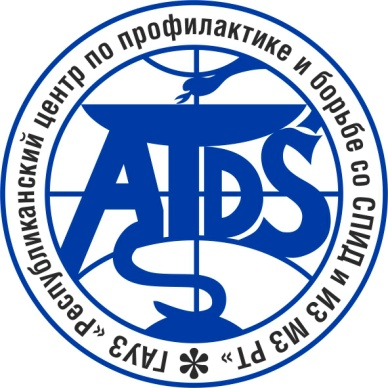 ГАУЗ «Республиканский центр по профилактике и борьбе со СПИД и ИЗ МЗ РТ»
AIDS